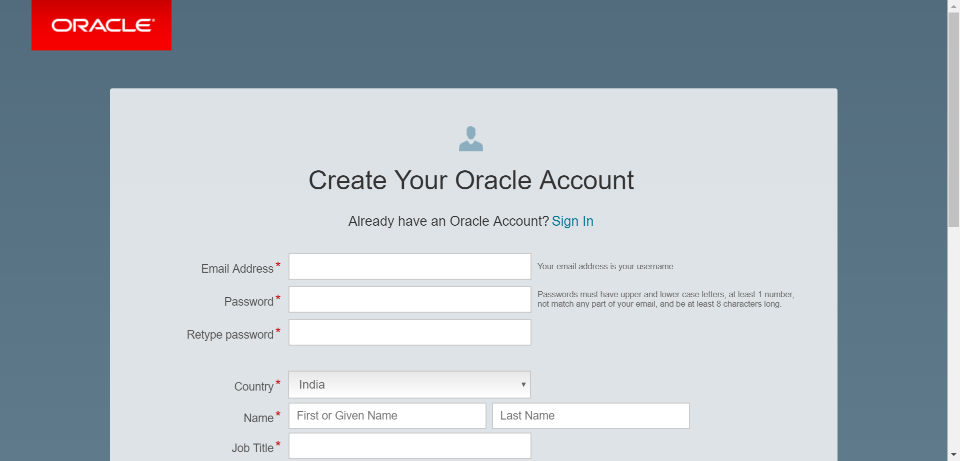 ORACLE®
Create Your Oracle Account
Already have an Oracle Account? Sign In
Email Address*
Your email address is your username
Password*
Passwords must have upper and lower case letters, at least 1 number,
not match any part of your email, and be at least 8 characters long.
Retype password*
Country*
India
Name*
First or Given Name
Last Name
Job Title*